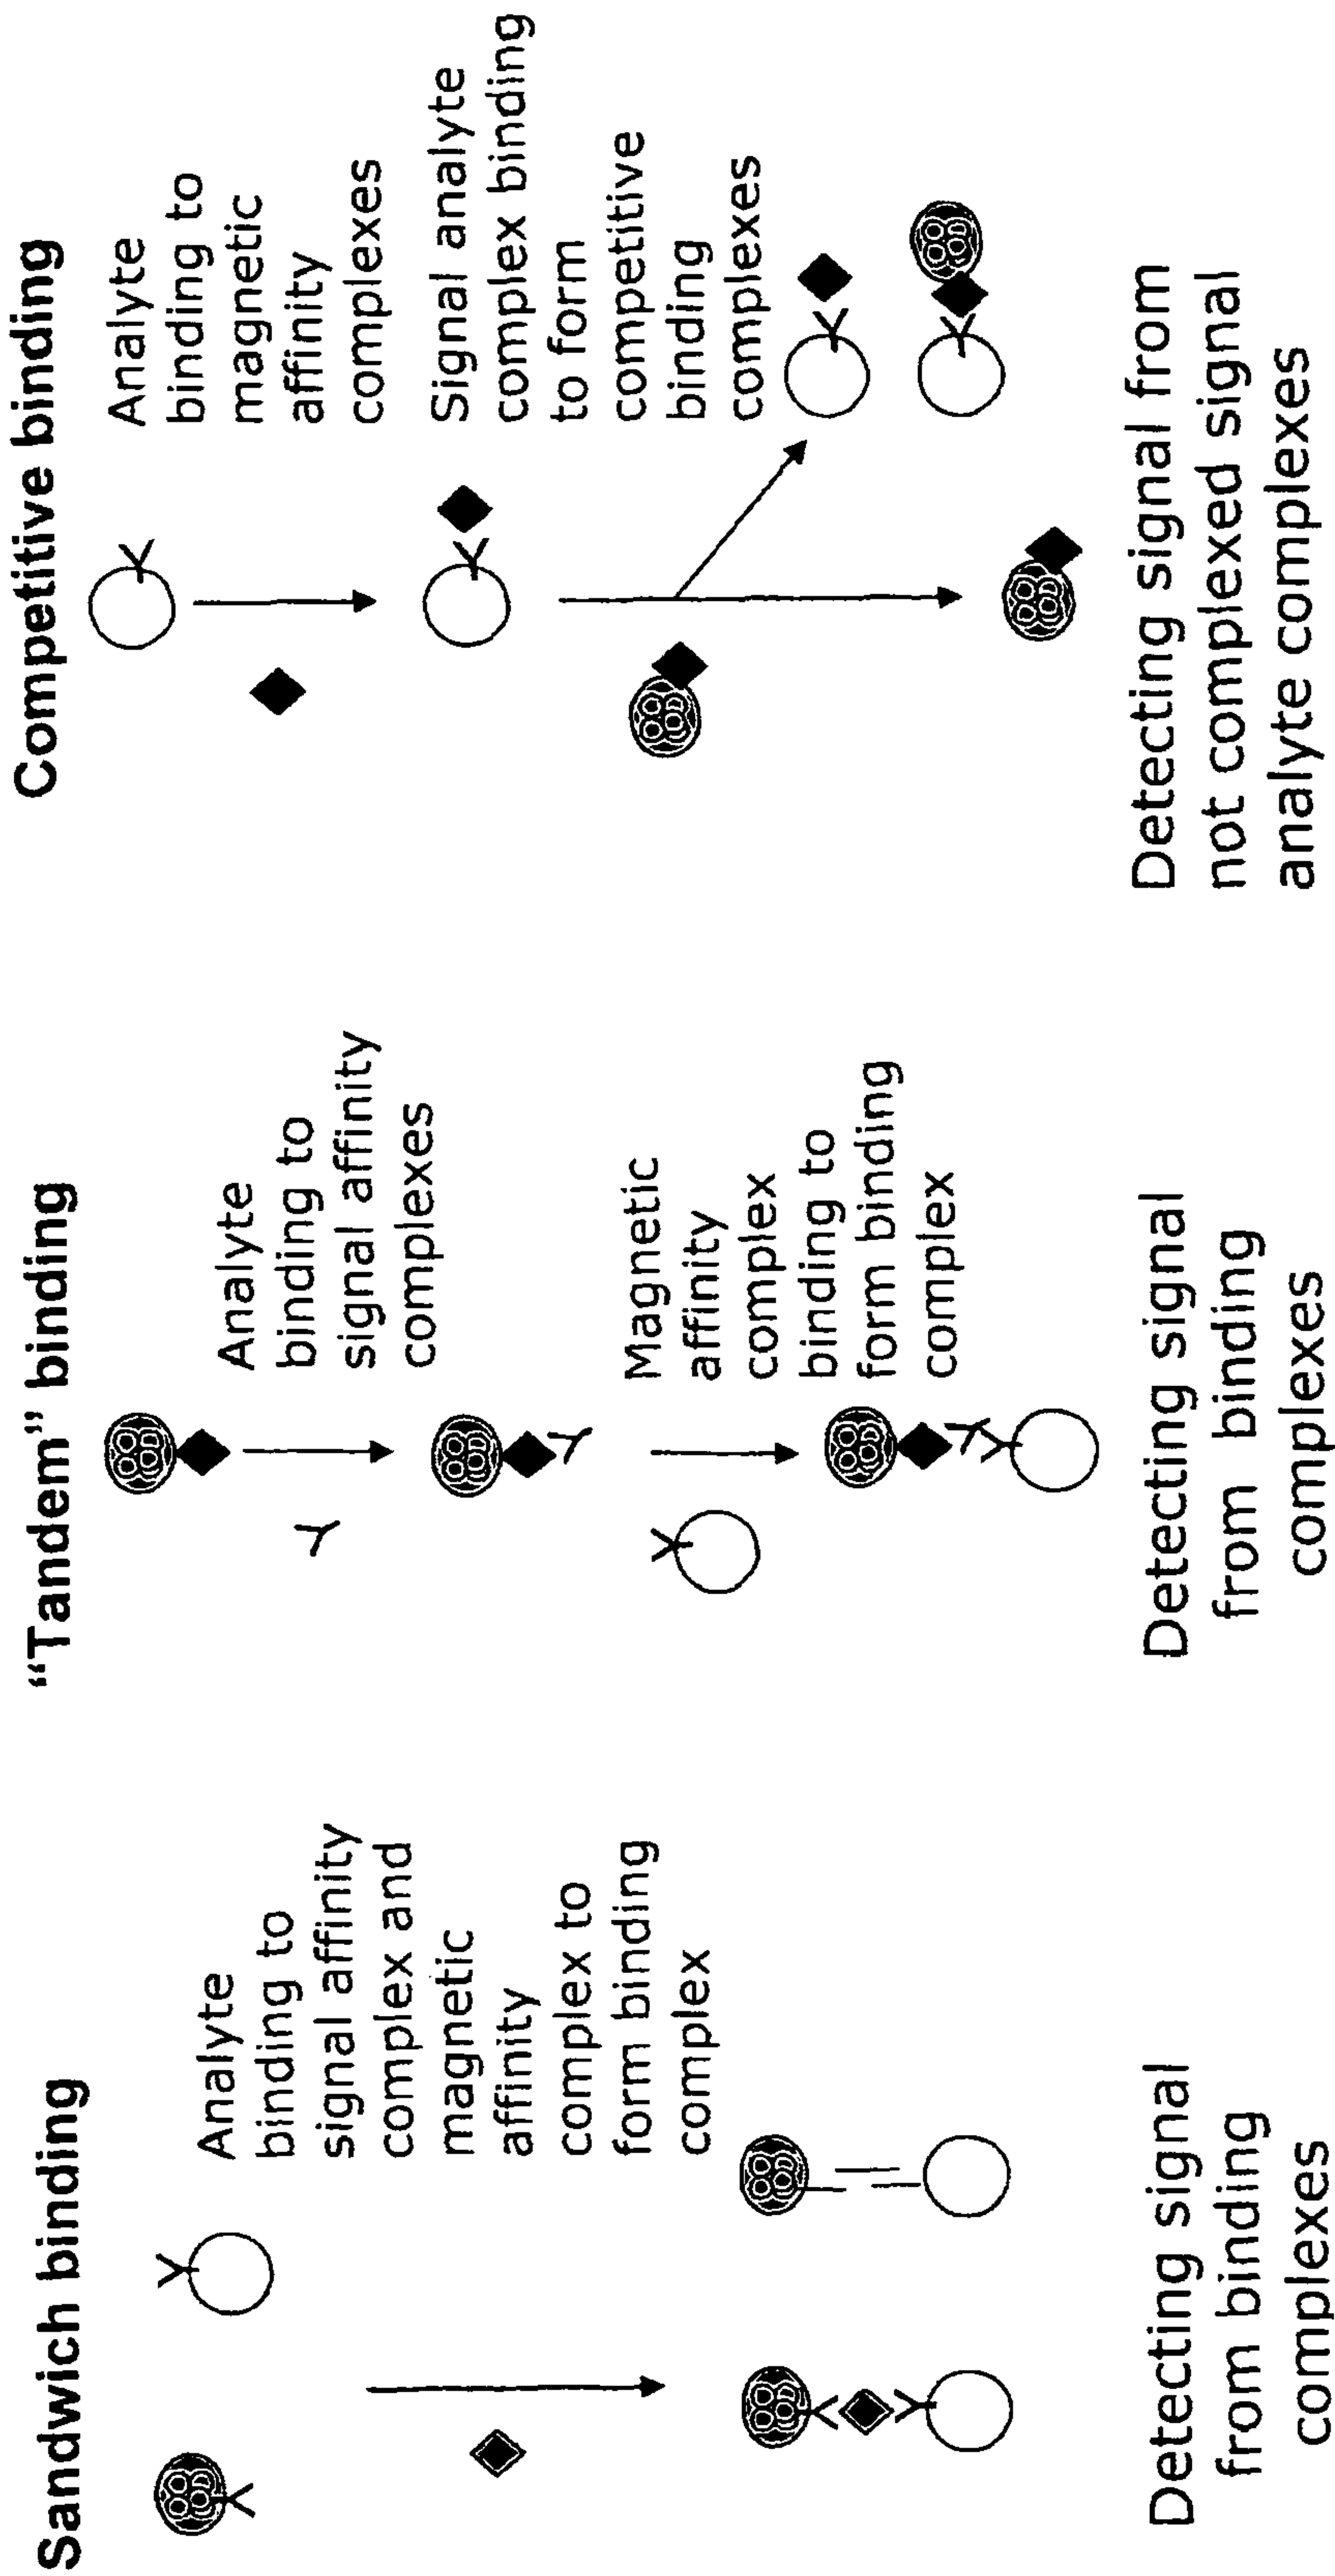 Sandwich binding
Analyte
binding to
signal affinity
complex and
magnetic
affinity
complex to
form binding
complex
Detecting signal
from binding
complexes
“Tandem” binding
Analyte
binding to
signal affinity
complexes
Magnetic
affinity
complex
binding to
form binding
complex
Detecting signal
from binding
complexes
Competitive binding
Analyte
binding to
magnetic
affinity
complexes
Signal analyte
complex binding
to form
competitive
binding
complexes
Detecting signal from
not complexed signal
analyte complexes